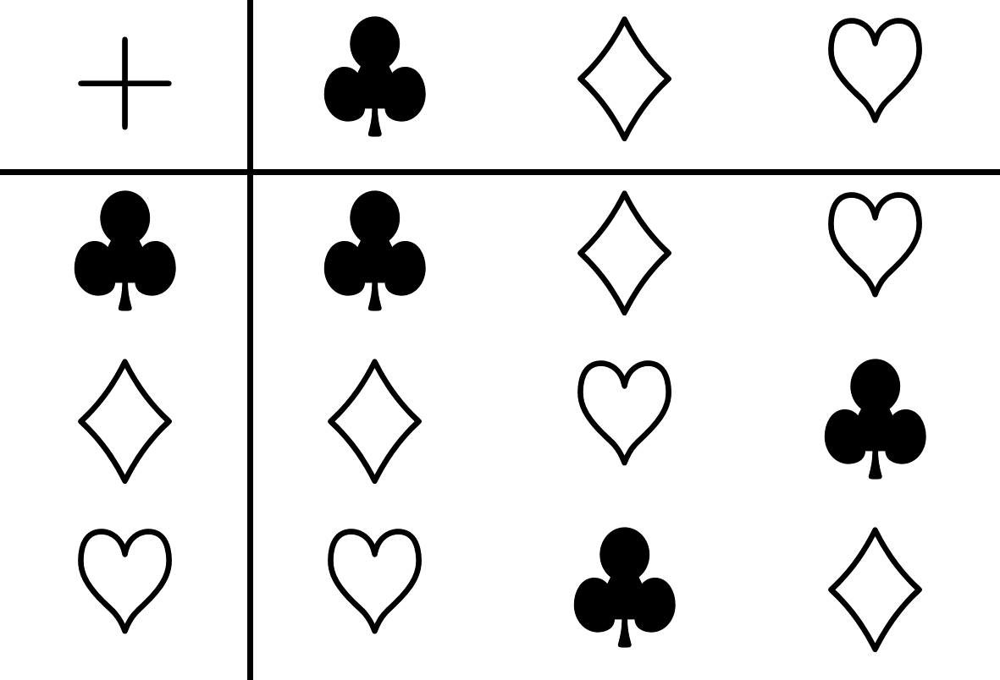 + ♣ ♢ ♡
♣ ♣ ♢ ♡
♢ ♢ ♡ ♣
♡ ♡ ♣ ♢